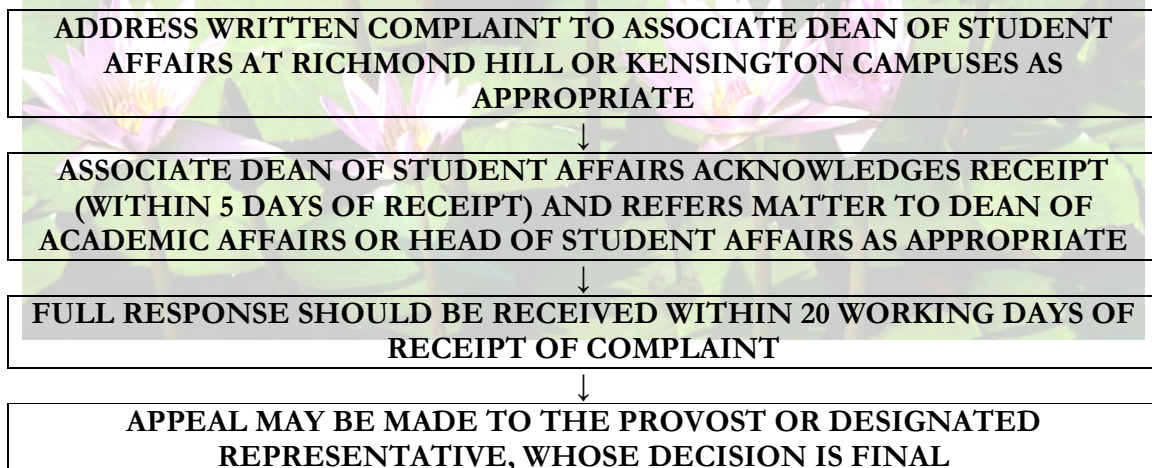 ADDRESS WRITTEN COMPLAINT TO ASSOCIATE DEAN OF STUDENT
AFFAIRS AT RICHMOND HILL OR KENSINGTON CAMPUSES AS
APPROPRIATE
↓
ASSOCIATE DEAN OF STUDENT AFFAIRS ACKNOWLEDGES RECEIPT
(WITHIN 5 DAYS OF RECEIPT) AND REFERS MATTER TO DEAN OF
ACADEMIC AFFAIRS OR HEAD OF STUDENT AFFAIRS AS APPROPRIATE
↓
FULL RESPONSE SHOULD BE RECEIVED WITHIN 20 WORKING DAYS OF
RECEIPT OF COMPLAINT
↓
APPEAL MAY BE MADE TO THE PROVOST OR DESIGNATED
REPRESENTATIVE, WHOSE DECISION IS FINAL